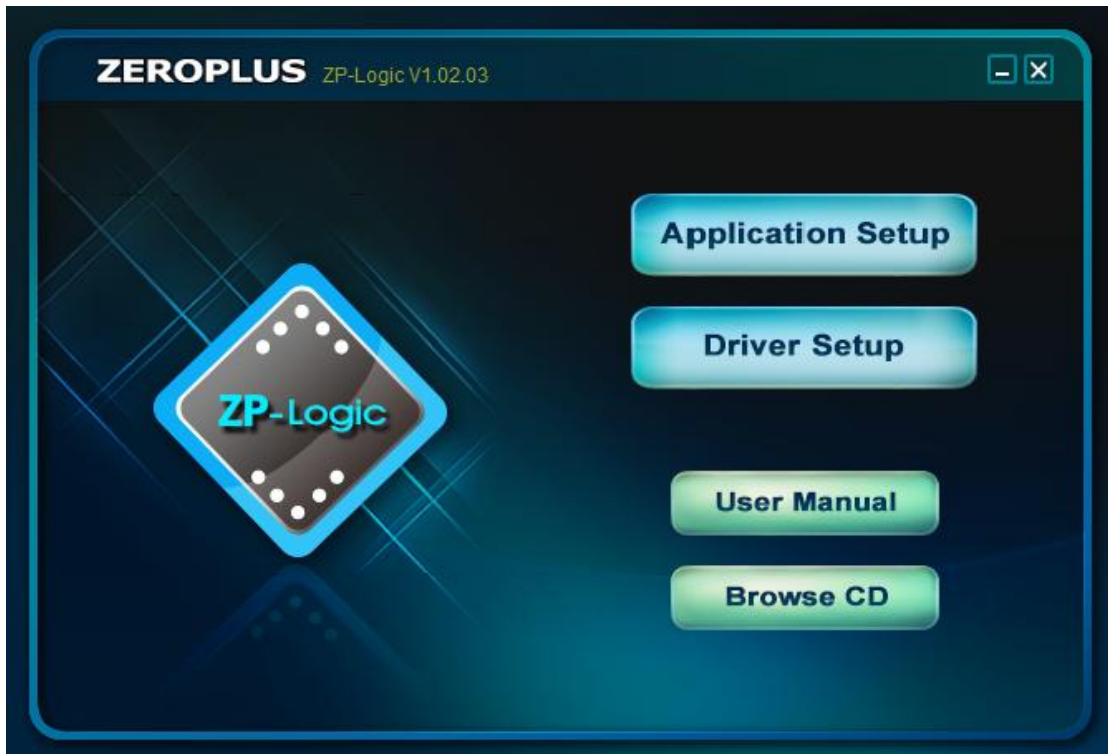 ZEROPLUS ZP-Logic V1.02.03
Application Setup
Driver Setup
ZP-Logic
User Manual
Browse CD